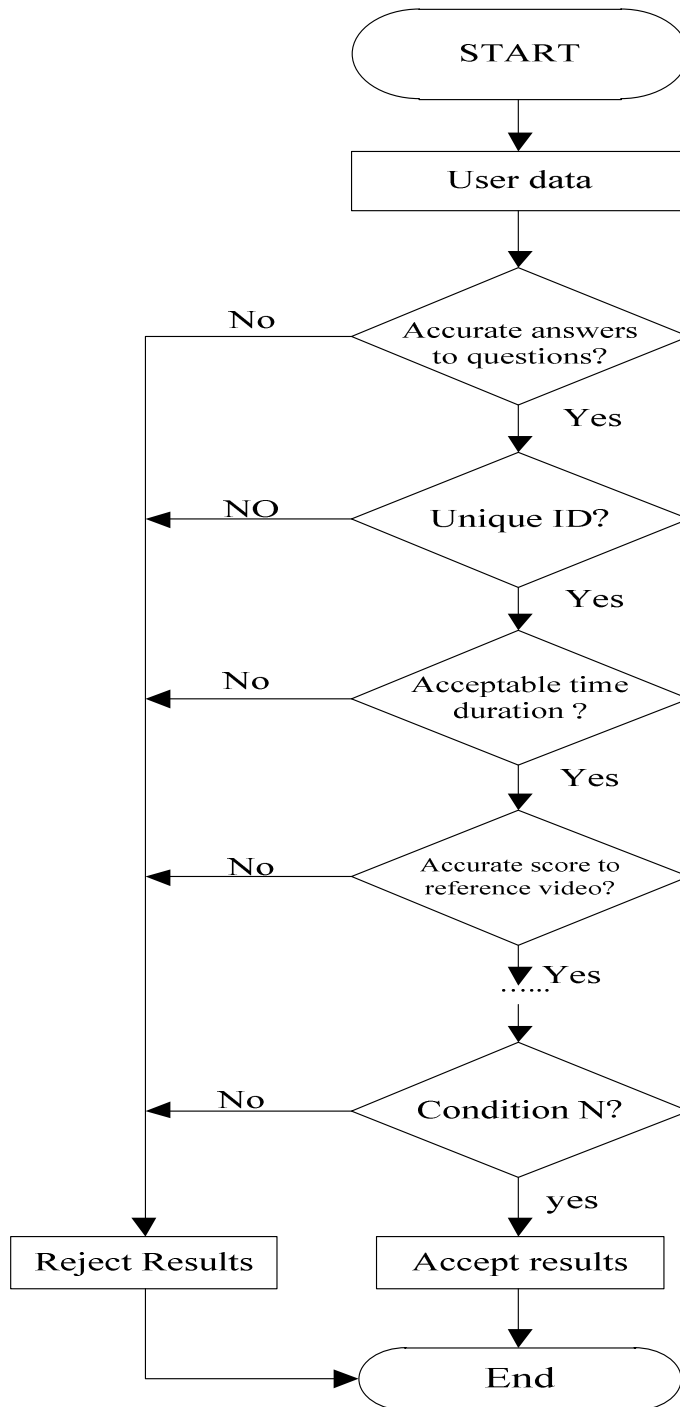 START
User data
No
Accurate answers
to questions?
Yes
NO
Unique ID?
Yes
No
Acceptable time
duration ?
Yes
No
Accurate score to
reference video?
Yes
......
No
Condition N?
yes
Reject Results
Accept results
End